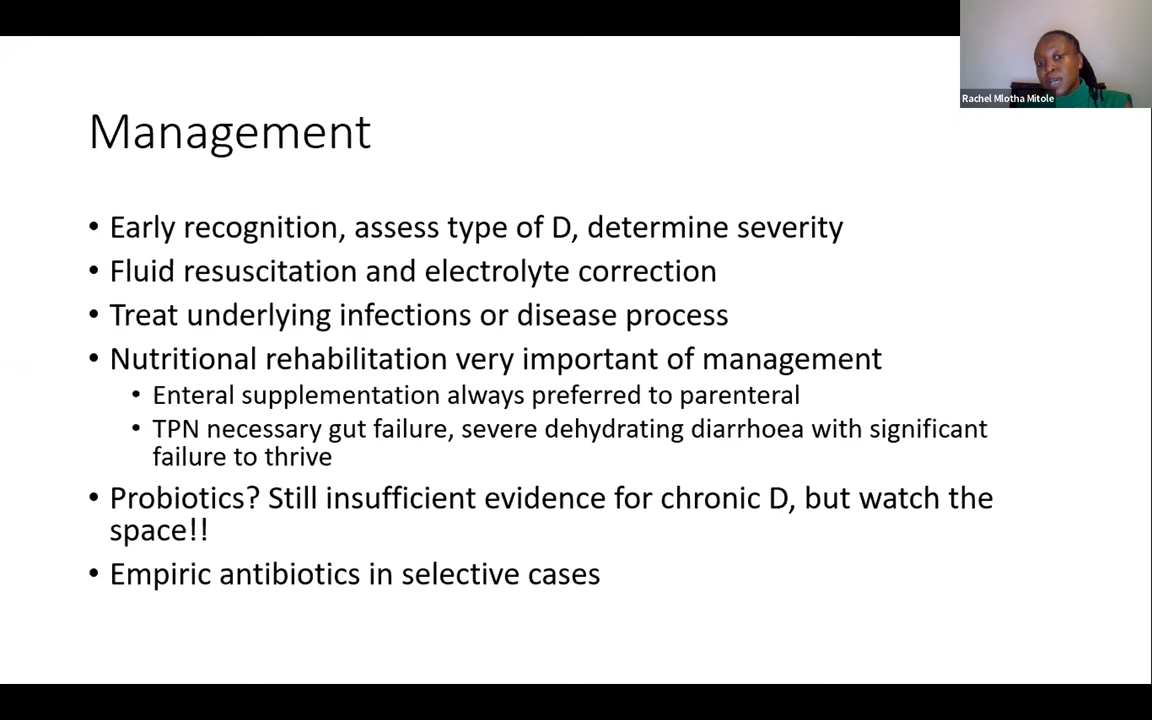 Rachel Mlotha Mitole
Management
• Early recognition, assess type of D, determine severity
• Fluid resuscitation and electrolyte correction
• Treat underlying infections or disease process
• Nutritional rehabilitation very important of management
• Enteral supplementation always preferred to parenteral
• TPN necessary gut failure, severe dehydrating diarrhoea with significant
failure to thrive
• Probiotics? Still insufficient evidence for chronic D, but watch the
space!!
• Empiric antibiotics in selective cases